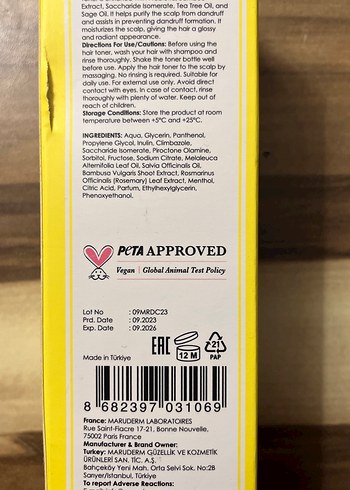 Extract, Saccharide Isomerate, Tea Tree Oil, and
Sage Oil. It helps purify the scalp from dandruff
and assists in preventing dandruff formation. It
moisturizes the scalp, giving the hair a glossy
and radiant appearance.
Directions For Use/Cautions: Before using the
hair toner, wash your hair with shampoo and
rinse thoroughly. Shake the toner bottle well
before use. Apply the hair toner to the scalp by
massaging. No rinsing is required. Suitable for
daily use. For external use only. Avoid direct
contact with eyes. In case of contact, rinse
thoroughly with plenty of water. Keep out of
reach of children.
Storage Conditions: Store the product at room
temperature between +5°C and +25°C.
INGREDIENTS: Aqua, Glycerin, Panthenol,
Propylene Glycol, Inulin, Climbazole,
Saccharide Isomerate, Piroctone Olamine,
Sorbitol, Fructose, Sodium Citrate, Melaleuca
Alternifolia Leaf Oil, Salvia Officinalis Oil,
Bambusa Vulgaris Shoot Extract, Rosmarinus
Officinalis (Rosemary) Leaf Extract, Menthol,
Citric Acid, Parfum, Ethylhexylglycerin,
Phenoxyethanol.
PETA APPROVED
Vegan | Global Animal Test Policy
Lot No : 09MRDC23
Prd. Date : 09.2023
Exp. Date : 09.2026
EAC 12 M 21 PAP
Made in Türkiye
8 682397 031069
France: MARUDERM LABORATOIRES
Rue Saint-Fiacre 17-21, Bonne Nouvelle,
75002 Paris France
Manufacturer & Brand Owner:
Turkey: MARUDERM GÜZELLİK VE KOZMETİK
ÜRÜNLERİ SAN. TİC. A.Ş.
Bahçeköy Yeni Mah. Orta Selvi Sok. No:2B
Sarıyer/Istanbul, Türkiye
To report Adverse Reactions: